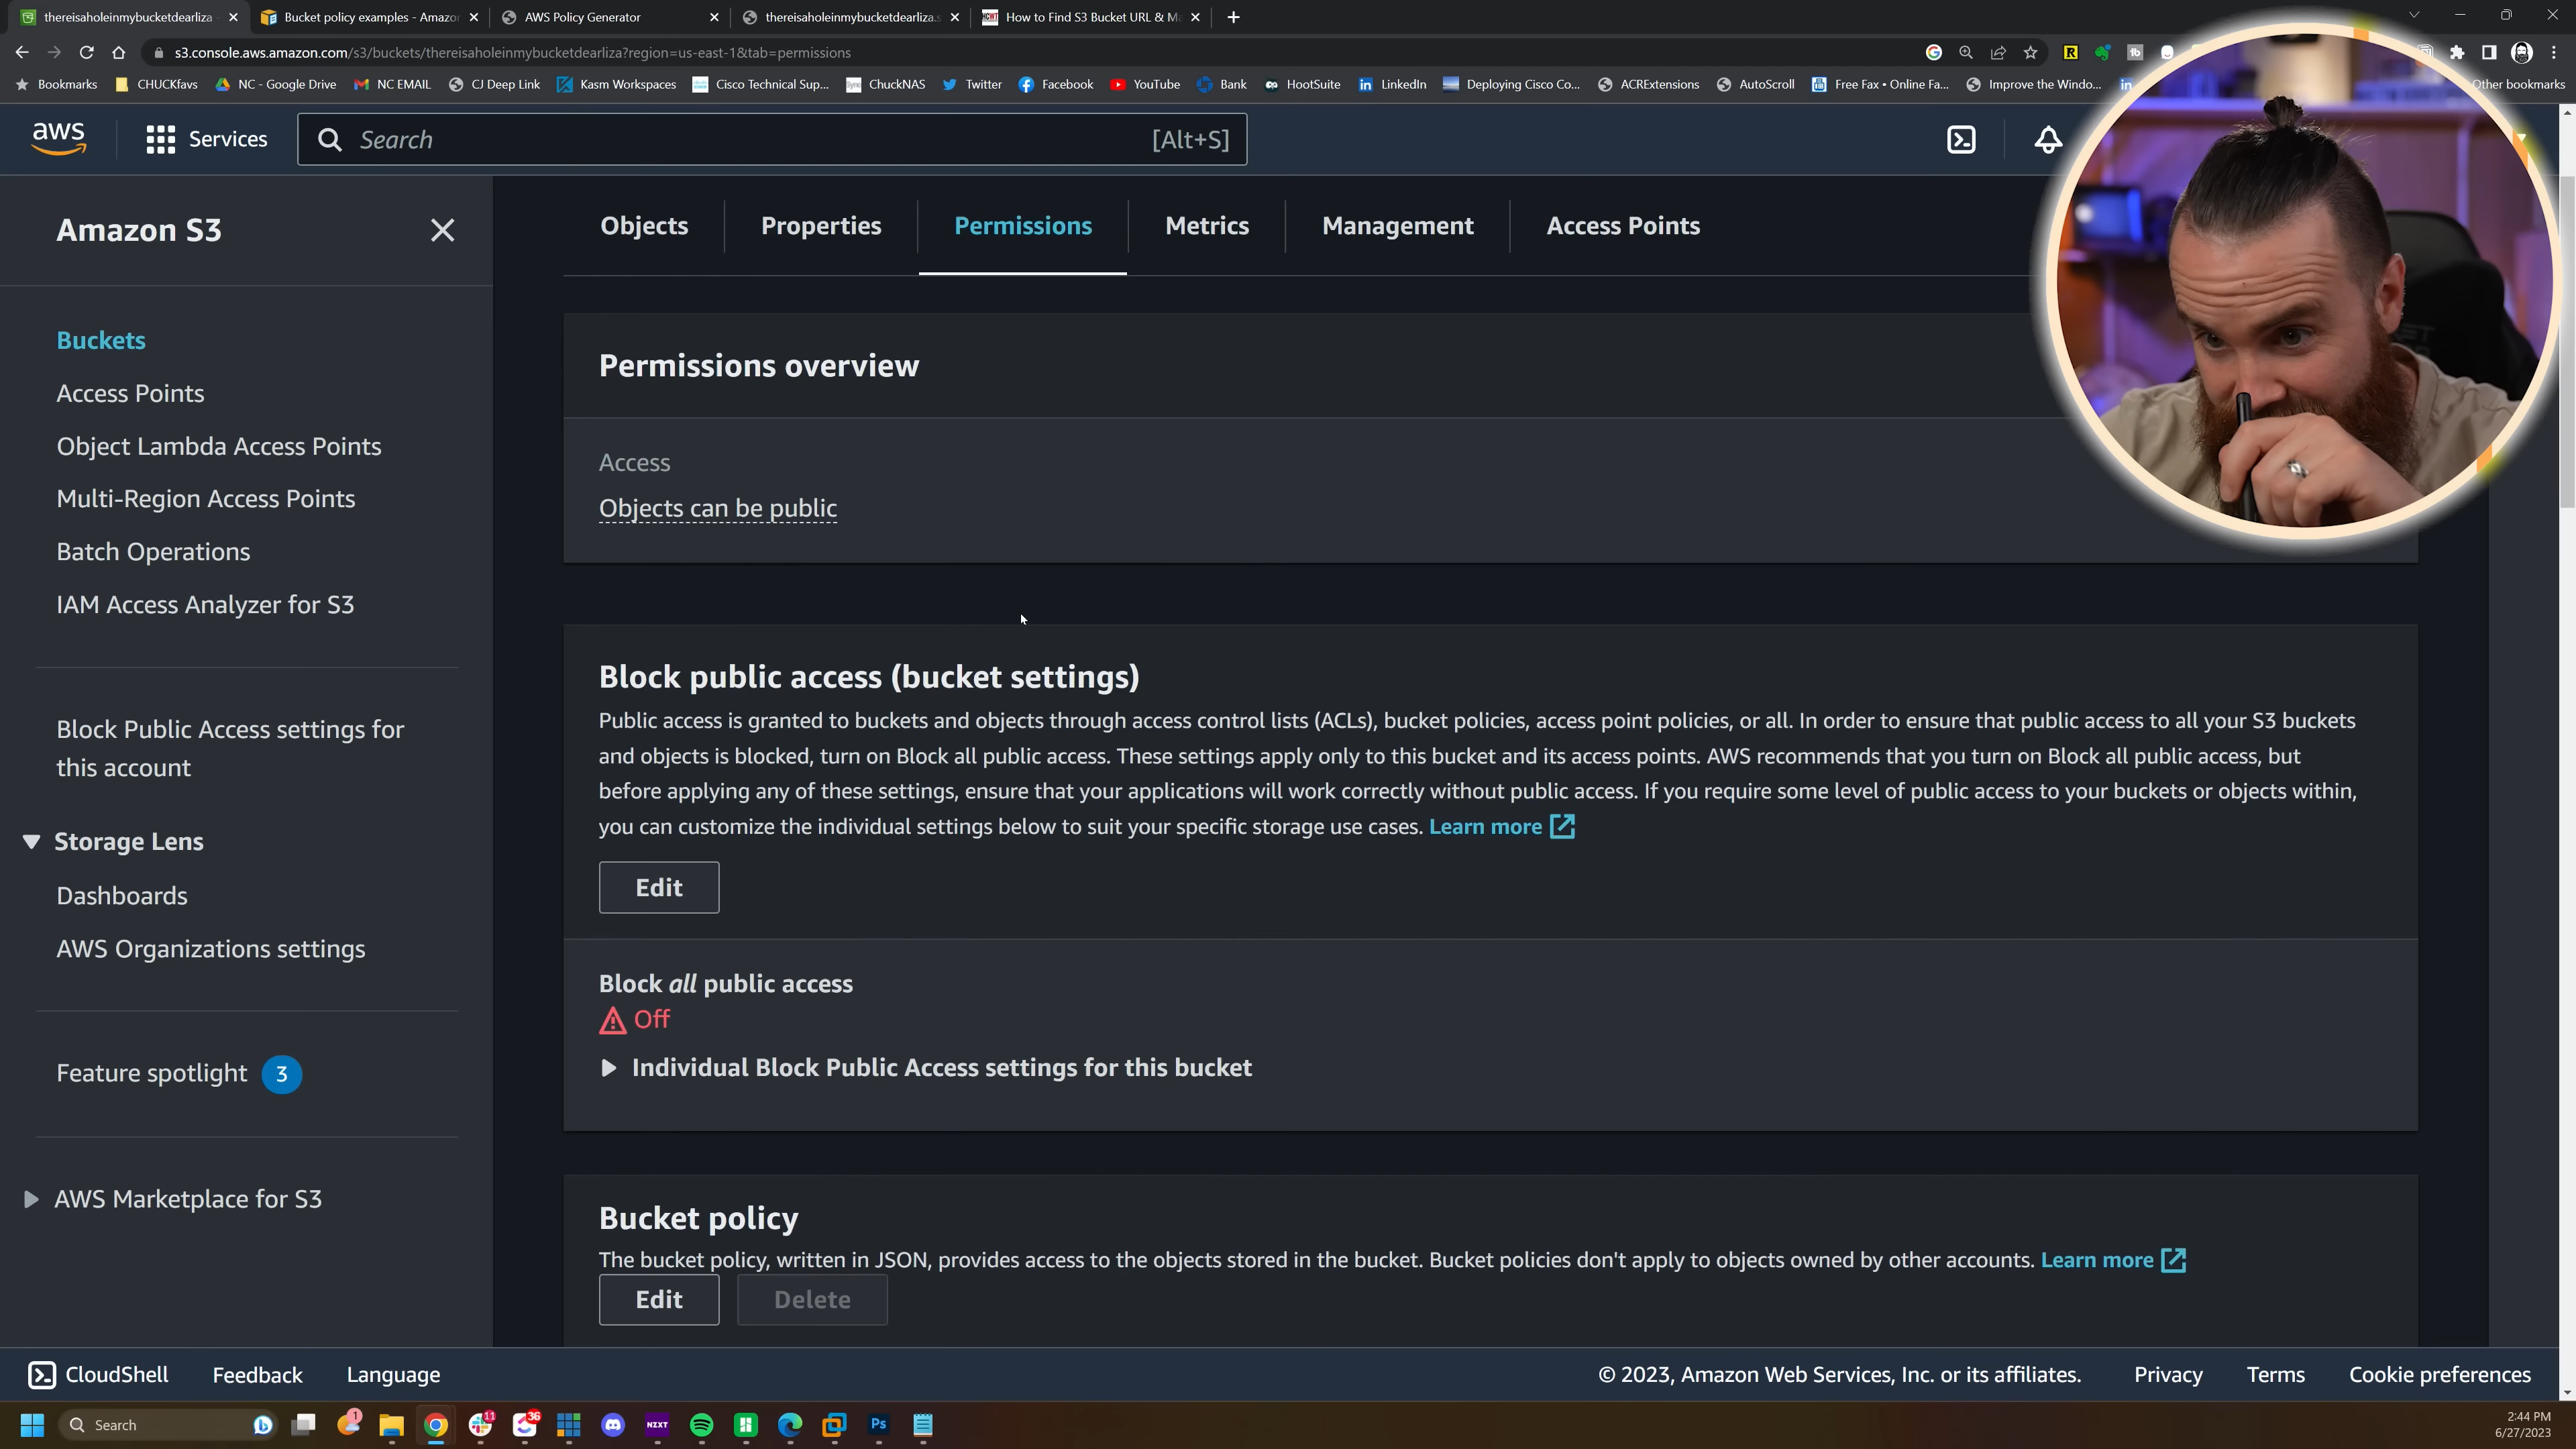 thereisaholeinmybucketdearliza
Bucket policy examples - Amazo
AWS Policy Generator
thereisaholeinmybucketdearliza.s
HCWT How to Find S3 Bucket URL & Ma
s3.console.aws.amazon.com/s3/buckets/thereisaholeinmybucketdearliza?region=us-east-1&tab=permissions
Bookmarks
CHUCKfavs
NC - Google Drive
NC EMAIL
CJ Deep Link
Kasm Workspaces
Cisco Technical Sup...
ChuckNAS
Twitter
Facebook
YouTube
Bank
HootSuite
LinkedIn
Deploying Cisco Co...
ACRExtensions
AutoScroll
Free Fax • Online Fa...
Improve the Windo...
Other bookmarks
aws
Services
Search
[Alt+S]
Amazon S3
Objects
Properties
Permissions
Metrics
Management
Access Points
Buckets
Access Points
Object Lambda Access Points
Multi-Region Access Points
Batch Operations
IAM Access Analyzer for S3
Block Public Access settings for
this account
Storage Lens
Dashboards
AWS Organizations settings
Feature spotlight 3
AWS Marketplace for S3
Permissions overview
Access
Objects can be public
Block public access (bucket settings)
Public access is granted to buckets and objects through access control lists (ACLs), bucket policies, access point policies, or all. In order to ensure that public access to all your S3 buckets
and objects is blocked, turn on Block all public access. These settings apply only to this bucket and its access points. AWS recommends that you turn on Block all public access, but
before applying any of these settings, ensure that your applications will work correctly without public access. If you require some level of public access to your buckets or objects within,
you can customize the individual settings below to suit your specific storage use cases. Learn more
Edit
Block all public access
Off
Individual Block Public Access settings for this bucket
Bucket policy
The bucket policy, written in JSON, provides access to the objects stored in the bucket. Bucket policies don't apply to objects owned by other accounts. Learn more
Edit
Delete
CloudShell
Feedback
Language
© 2023, Amazon Web Services, Inc. or its affiliates.
Privacy
Terms
Cookie preferences
Search
1
11
36
NZXT
Ps
2:44 PM
6/27/2023